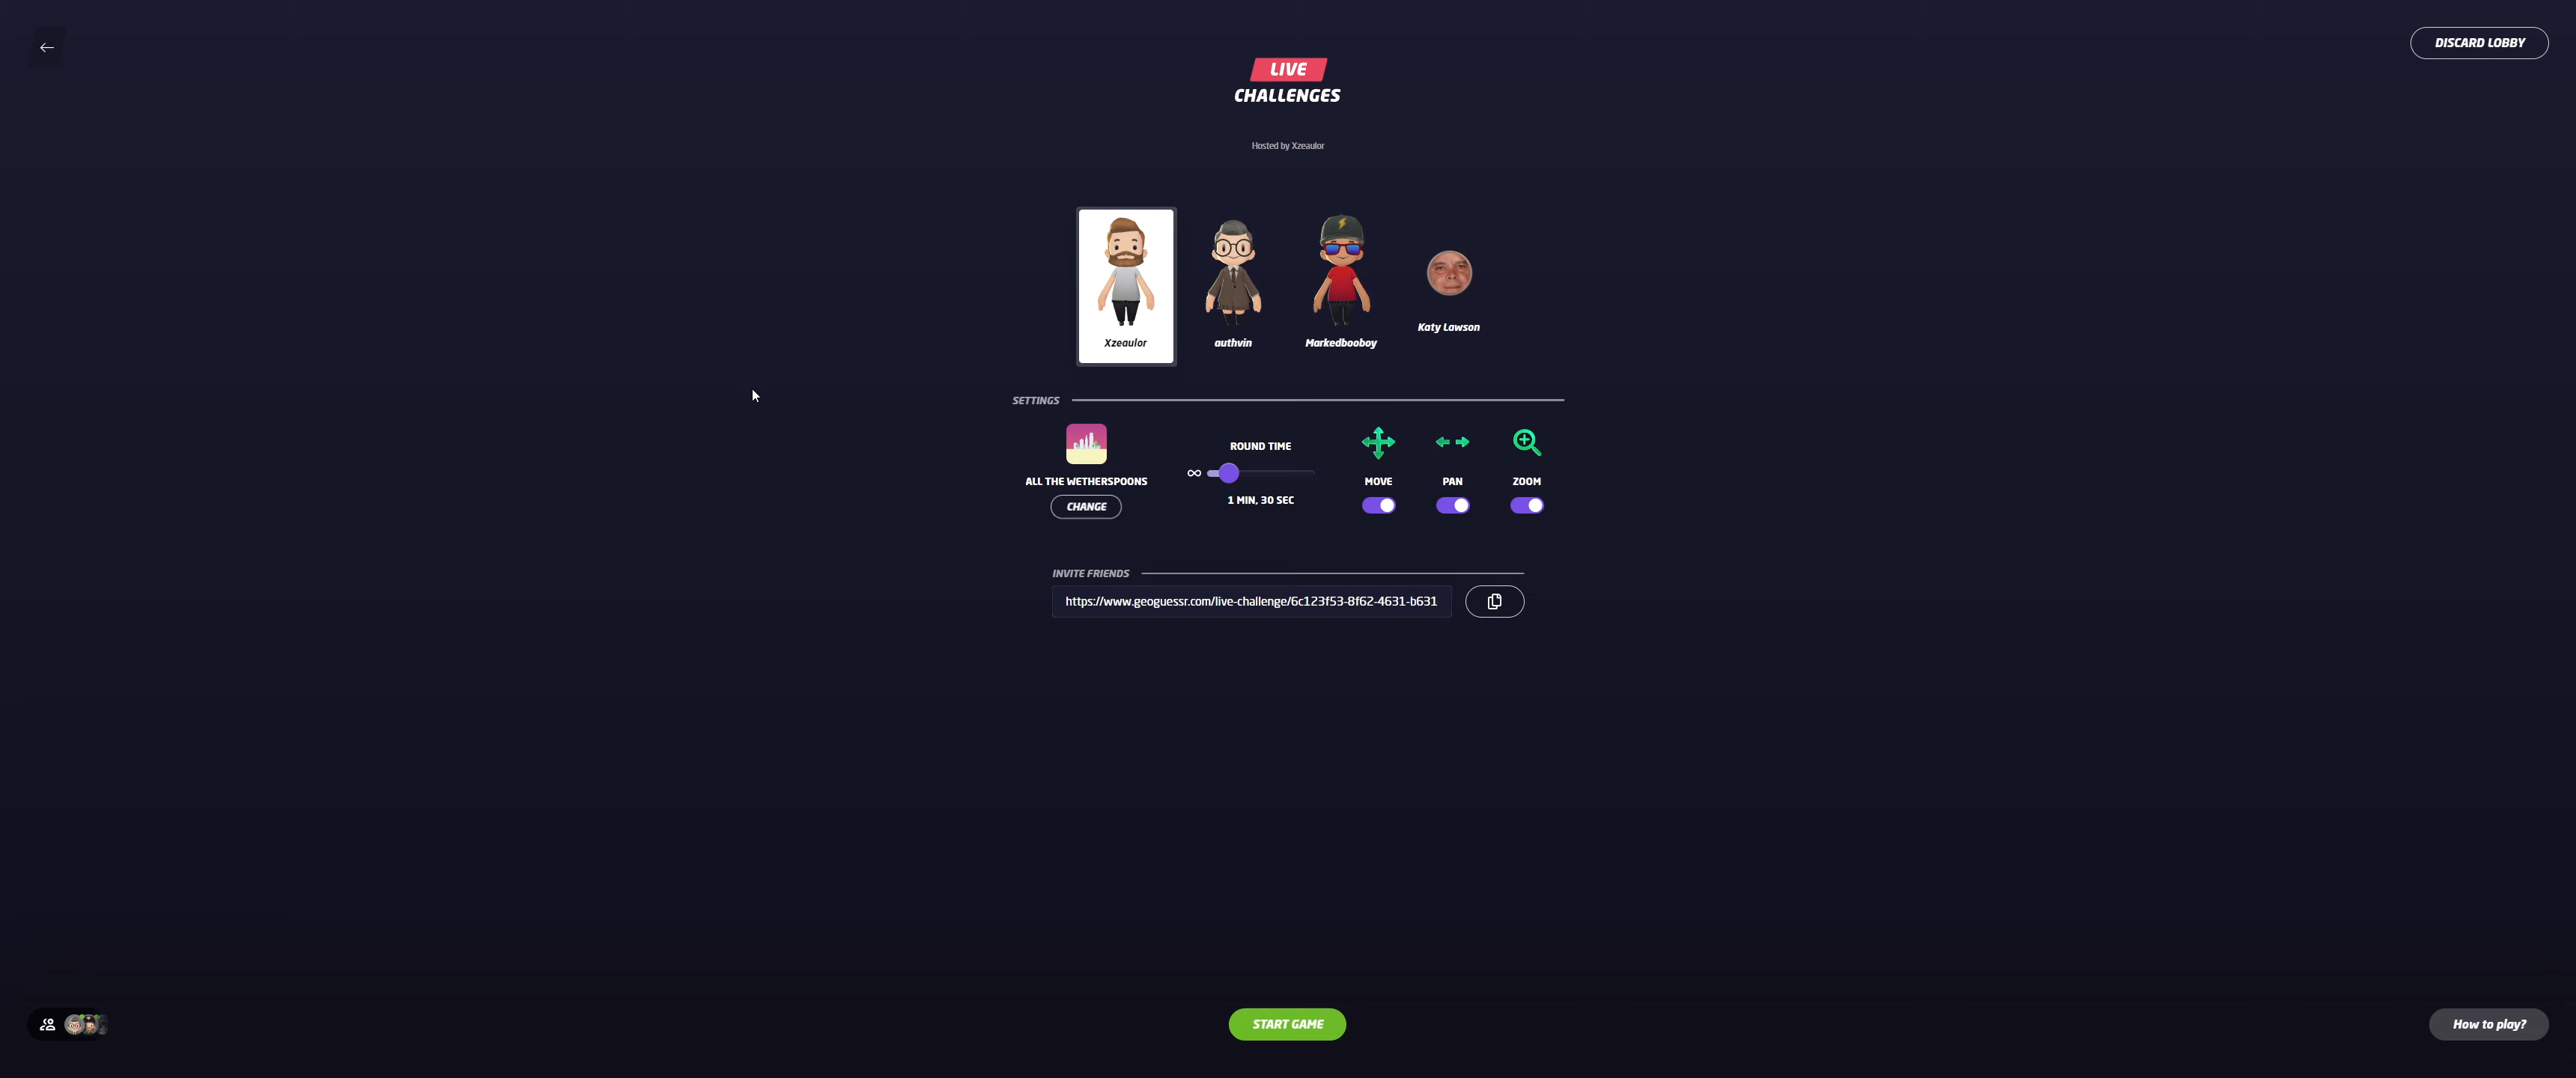 DISCARD LOBBY
LIVE
CHALLENGES
Hosted by Xzeaulor
Xzeaulor
authvin
Markedbooboy
Katy Lawson
SETTINGS
ROUND TIME
ALL THE WETHERSPOONS
MOVE
PAN
ZOOM
∞
1 MIN, 30 SEC
CHANGE
INVITE FRIENDS
https://www.geoguessr.com/live-challenge/6c123f53-8f62-4631-b631
START GAME
How to play?